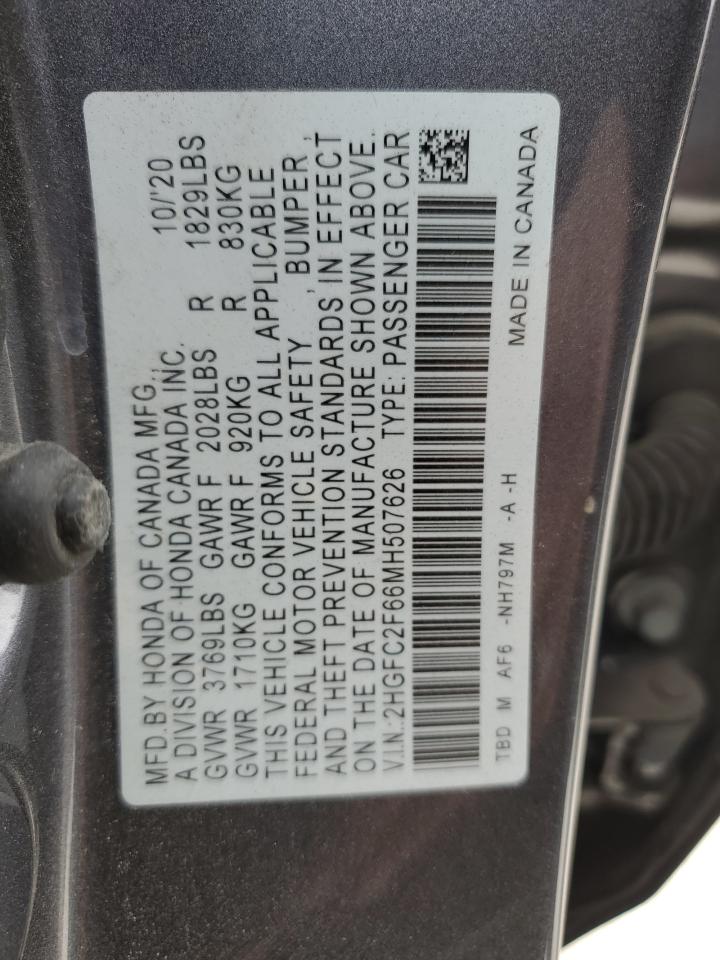 MFD.BY HONDA OF CANADA MFG., 10/'20
A DIVISION OF HONDA CANADA INC.
GVWR 3769LBS GAWR F 2028LBS R 1829LBS
GVWR 1710KG GAWR F 920KG R 830KG
THIS VEHICLE CONFORMS TO ALL APPLICABLE
FEDERAL MOTOR VEHICLE SAFETY , BUMPER ,
AND THEFT PREVENTION STANDARDS IN EFFECT
ON THE DATE OF MANUFACTURE SHOWN ABOVE.
V.I.N.:2HGFC2F66MH507626 TYPE: PASSENGER CAR
TBD M AF6 -NH797M -A -H MADE IN CANADA